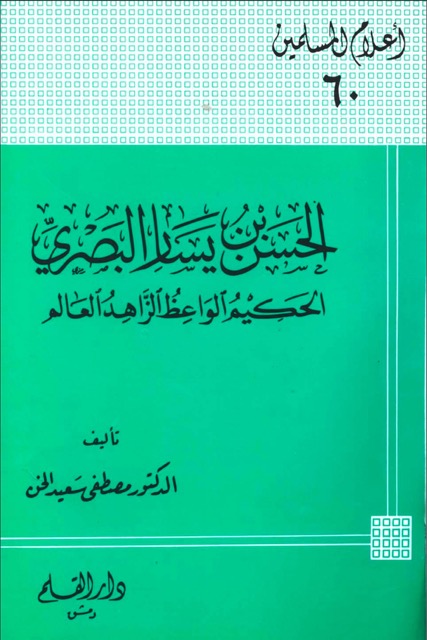 أعلام المسلمين
٦٠
الحسن بن يسار البصري
الحكيم الواعظ الزاهد العالم
تأليف
الدكتور مصطفى سعيد الخن
دار القلم
دمشق